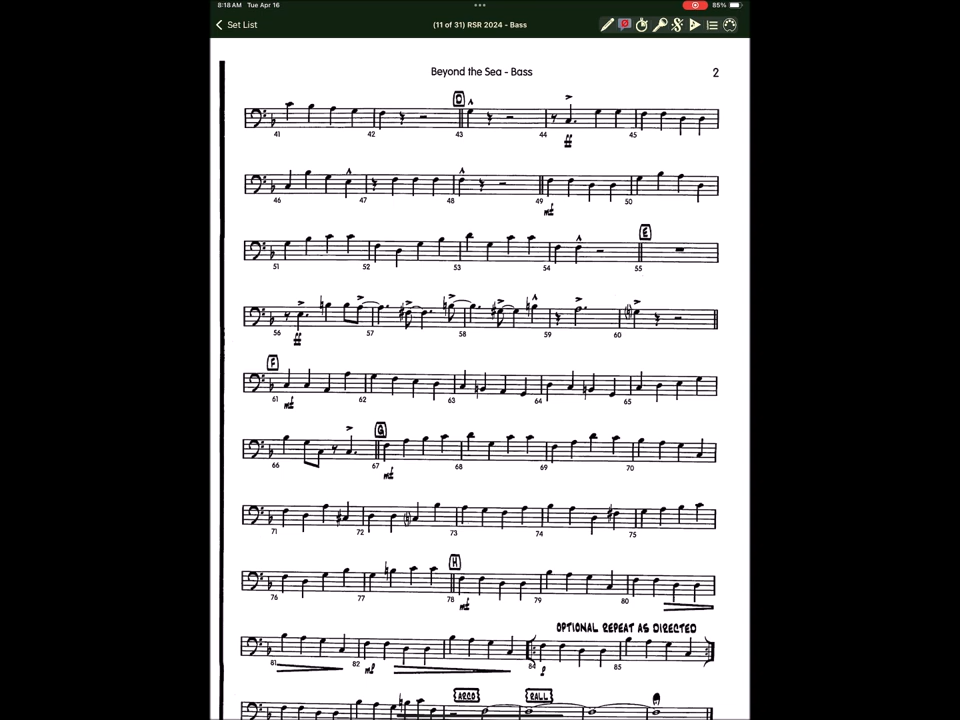 8:18 AM Tue Apr 16
85%
Set List
(11 of 31) RSR 2024 - Bass
Beyond the Sea - Bass
2
D
41 42 43 44 45
ff
46 47 48 49 50
mf
E
51 52 53 54 55
56 57 58 59 60
ff
F
61 62 63 64 65
mf
G
66 67 68 69 70
mf
71 72 73 74 75
H
76 77 78 79 80
mf
OPTIONAL REPEAT AS DIRECTED
81 82 84 85
mf
p
ARCO RALL